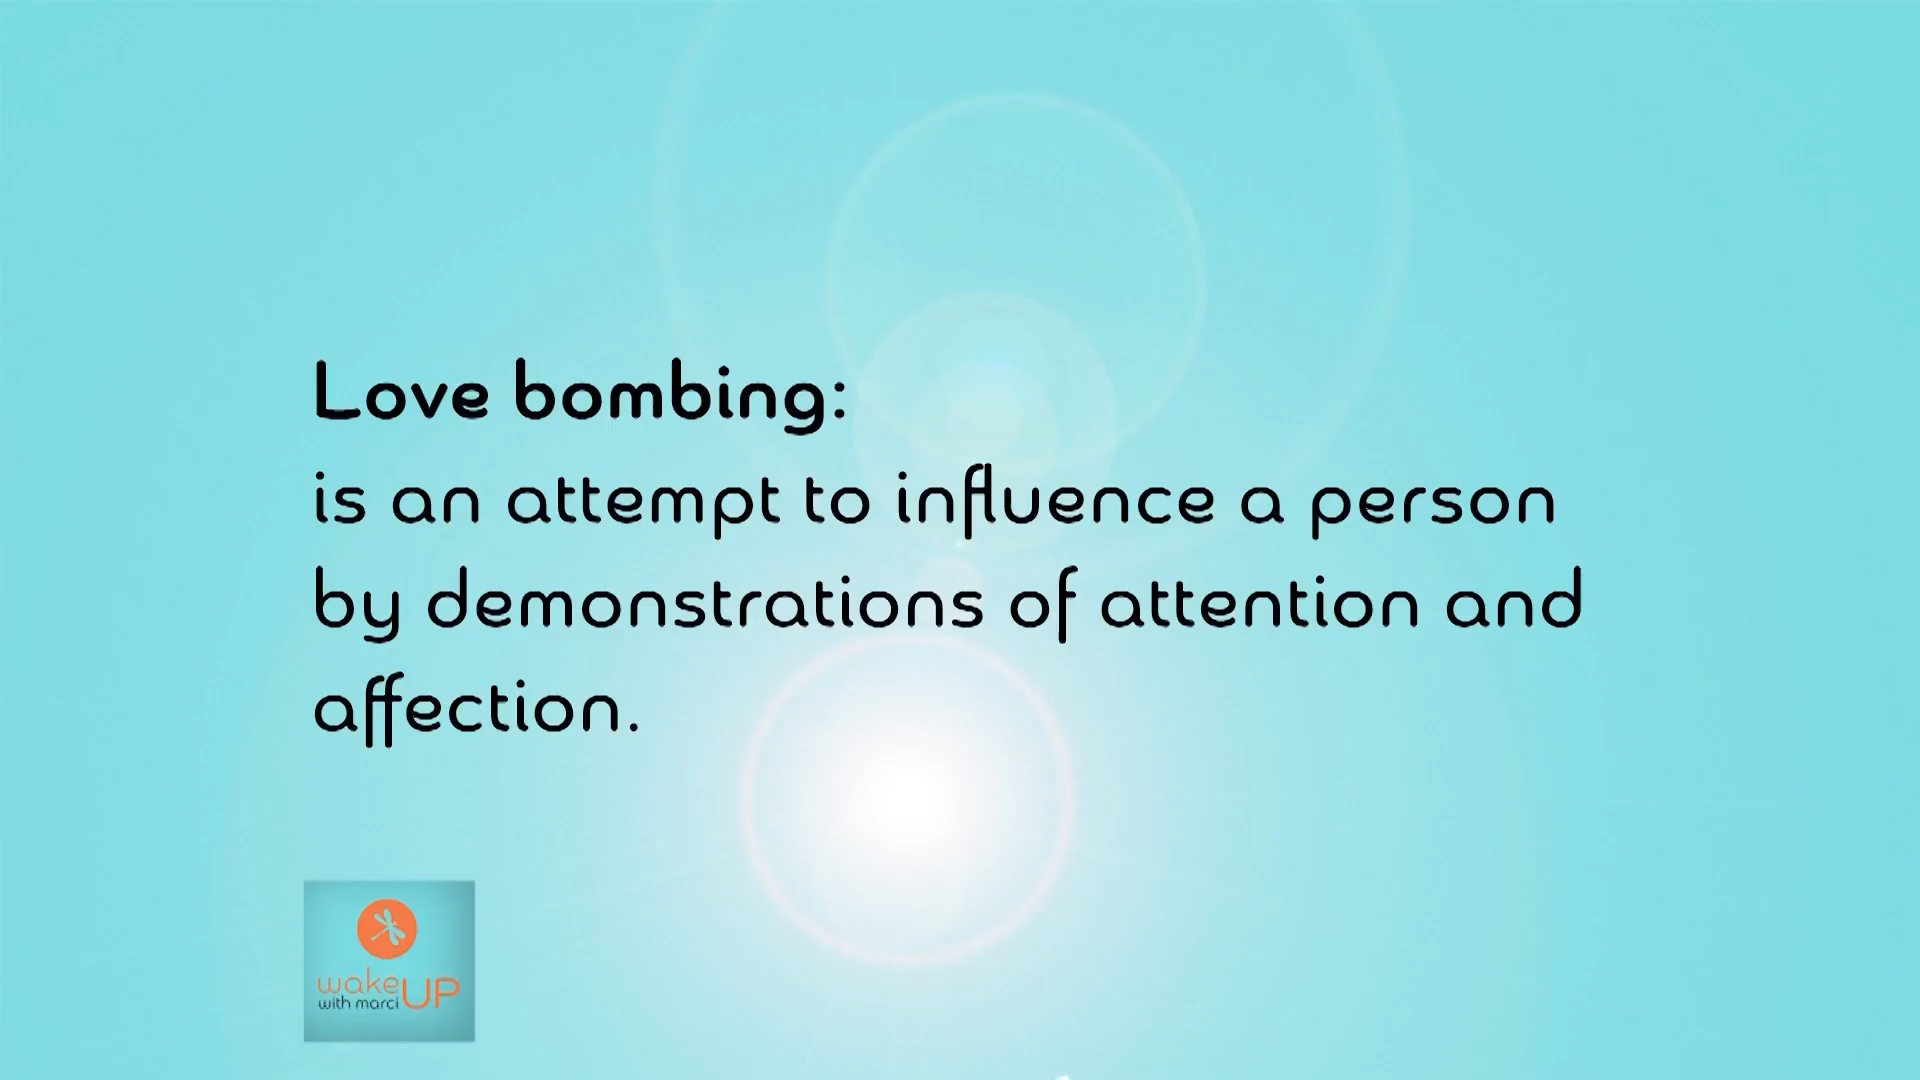 Love bombing:
is an attempt to influence a person
by demonstrations of attention and
affection.
wake UP
with marci